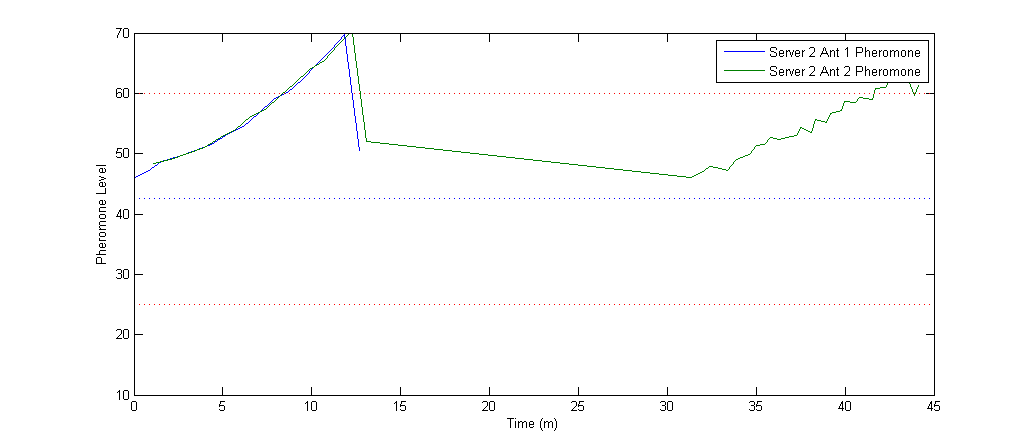 70
60
50
40
30
20
10
Pheromone Level
Server 2 Ant 1 Pheromone
Server 2 Ant 2 Pheromone
0 5 10 15 20 25 30 35 40 45
Time (m)